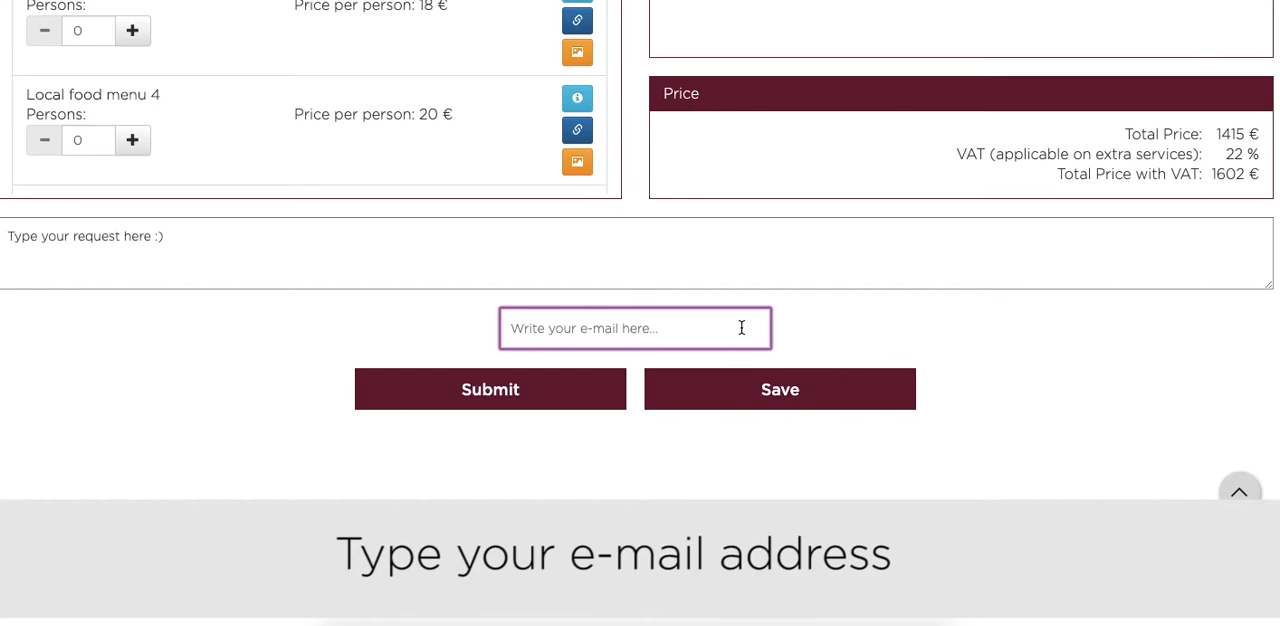 Persons:
Price per person: 18 €
0
Local food menu 4
Persons:
Price per person: 20 €
0
Price
Total Price: 1415 €
VAT (applicable on extra services): 22 %
Total Price with VAT: 1602 €
Type your request here :)
Write your e-mail here...
Submit
Save
Type your e-mail address